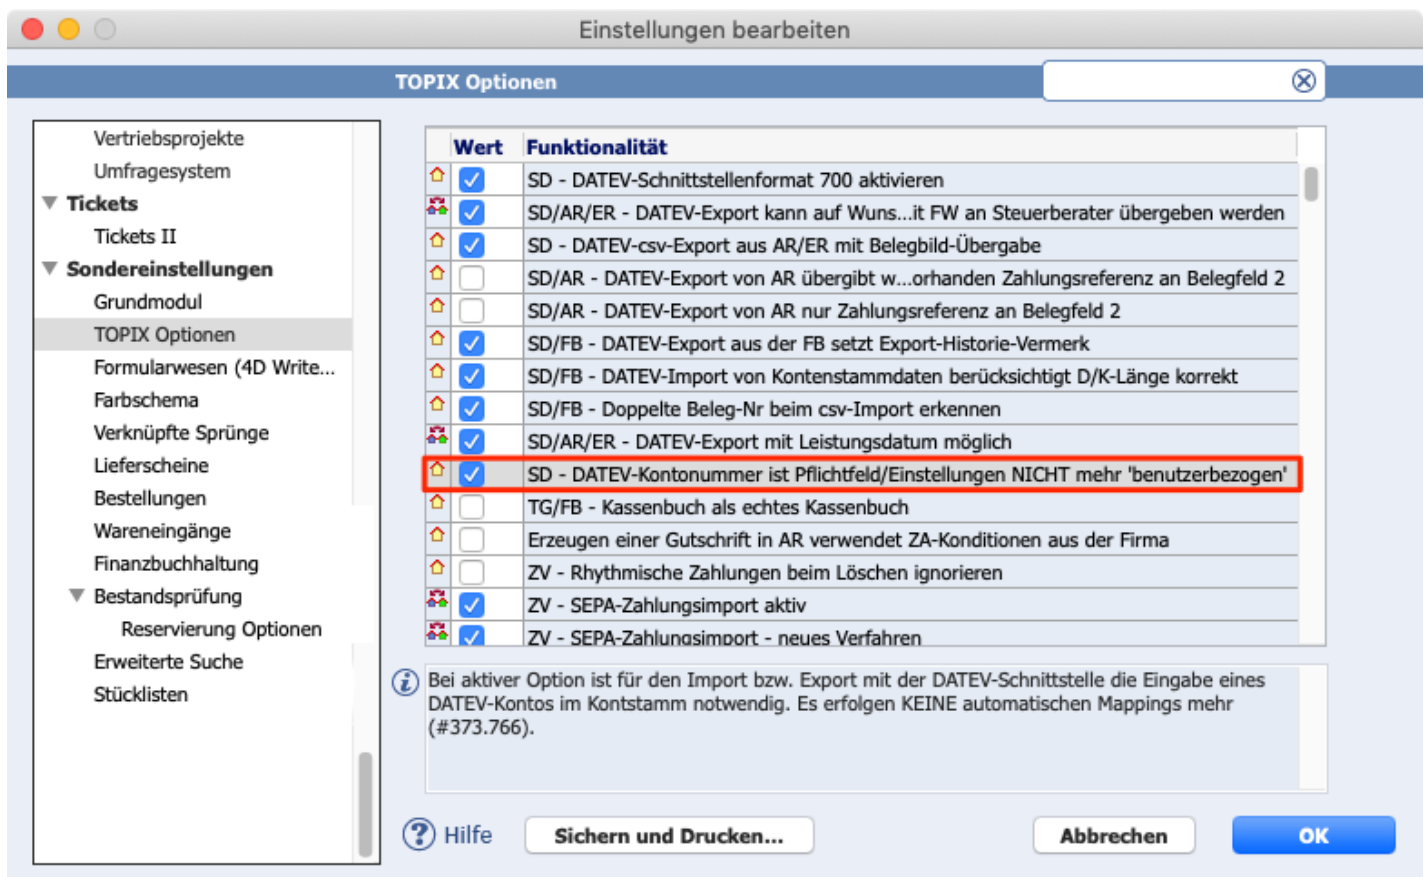 Einstellungen bearbeiten
TOPIX Optionen
Vertriebsprojekte
Umfragesystem
Tickets
Tickets II
Sondereinstellungen
Grundmodul
TOPIX Optionen
Formularwesen (4D Write...
Farbschema
Verknüpfte Sprünge
Lieferscheine
Bestellungen
Wareneingänge
Finanzbuchhaltung
Bestandsprüfung
Reservierung Optionen
Erweiterte Suche
Stücklisten
Wert Funktionalität
SD - DATEV-Schnittstellenformat 700 aktivieren
SD/AR/ER - DATEV-Export kann auf Wuns...it FW an Steuerberater übergeben werden
SD - DATEV-csv-Export aus AR/ER mit Belegbild-Übergabe
SD/AR - DATEV-Export von AR übergibt w...orhanden Zahlungsreferenz an Belegfeld 2
SD/AR - DATEV-Export von AR nur Zahlungsreferenz an Belegfeld 2
SD/FB - DATEV-Export aus der FB setzt Export-Historie-Vermerk
SD/FB - DATEV-Import von Kontenstammdaten berücksichtigt D/K-Länge korrekt
SD/FB - Doppelte Beleg-Nr beim csv-Import erkennen
SD/AR/ER - DATEV-Export mit Leistungsdatum möglich
SD - DATEV-Kontonummer ist Pflichtfeld/Einstellungen NICHT mehr 'benutzerbezogen'
TG/FB - Kassenbuch als echtes Kassenbuch
Erzeugen einer Gutschrift in AR verwendet ZA-Konditionen aus der Firma
ZV - Rhythmische Zahlungen beim Löschen ignorieren
ZV - SEPA-Zahlungsimport aktiv
ZV - SEPA-Zahlungsimport - neues Verfahren
Bei aktiver Option ist für den Import bzw. Export mit der DATEV-Schnittstelle die Eingabe eines
DATEV-Kontos im Kontstamm notwendig. Es erfolgen KEINE automatischen Mappings mehr
(#373.766).
Hilfe
Sichern und Drucken...
Abbrechen
OK